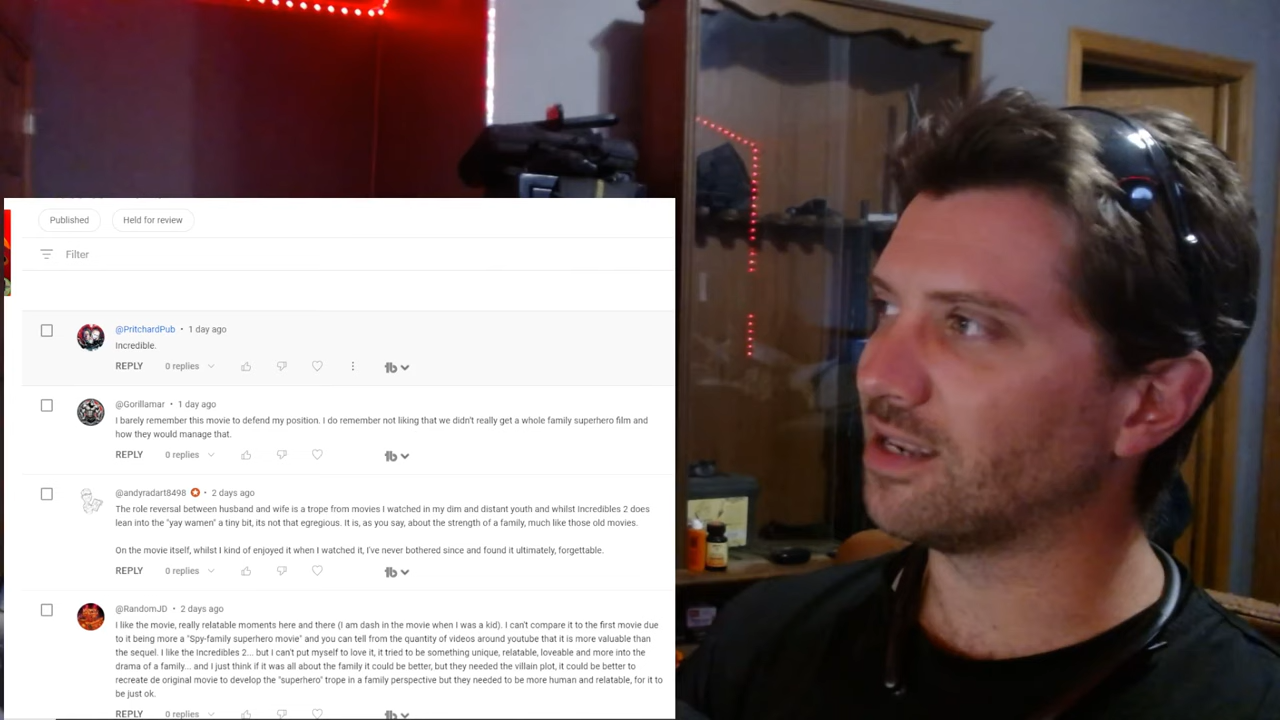 Published
Held for review
Filter
@PritchardPub • 1 day ago
Incredible.
REPLY 0 replies
@Gorillamar • 1 day ago
I barely remember this movie to defend my position. I do remember not liking that we didn't really get a whole family superhero film and
how they would manage that.
REPLY 0 replies
@andyradart8498 • 2 days ago
The role reversal between husband and wife is a trope from movies I watched in my dim and distant youth and whilst Incredibles 2 does
lean into the "yay wamen" a tiny bit, its not that egregious. It is, as you say, about the strength of a family, much like those old movies.
On the movie itself, whilst I kind of enjoyed it when I watched it, I've never bothered since and found it ultimately, forgettable.
REPLY 0 replies
@RandomJD • 2 days ago
I like the movie, really relatable moments here and there (I am dash in the movie when I was a kid). I can't compare it to the first movie due
to it being more a "Spy-family superhero movie" and you can tell from the quantity of videos around youtube that it is more valuable than
the sequel. I like the Incredibles 2... but I can't put myself to love it, it tried to be something unique, relatable, loveable and more into the
drama of a family... and I just think if it was all about the family it could be better, but they needed the villain plot, it could be better to
recreate de original movie to develop the "superhero" trope in a family perspective but they needed to be more human and relatable, for it to
be just ok.
REPLY 0 replies